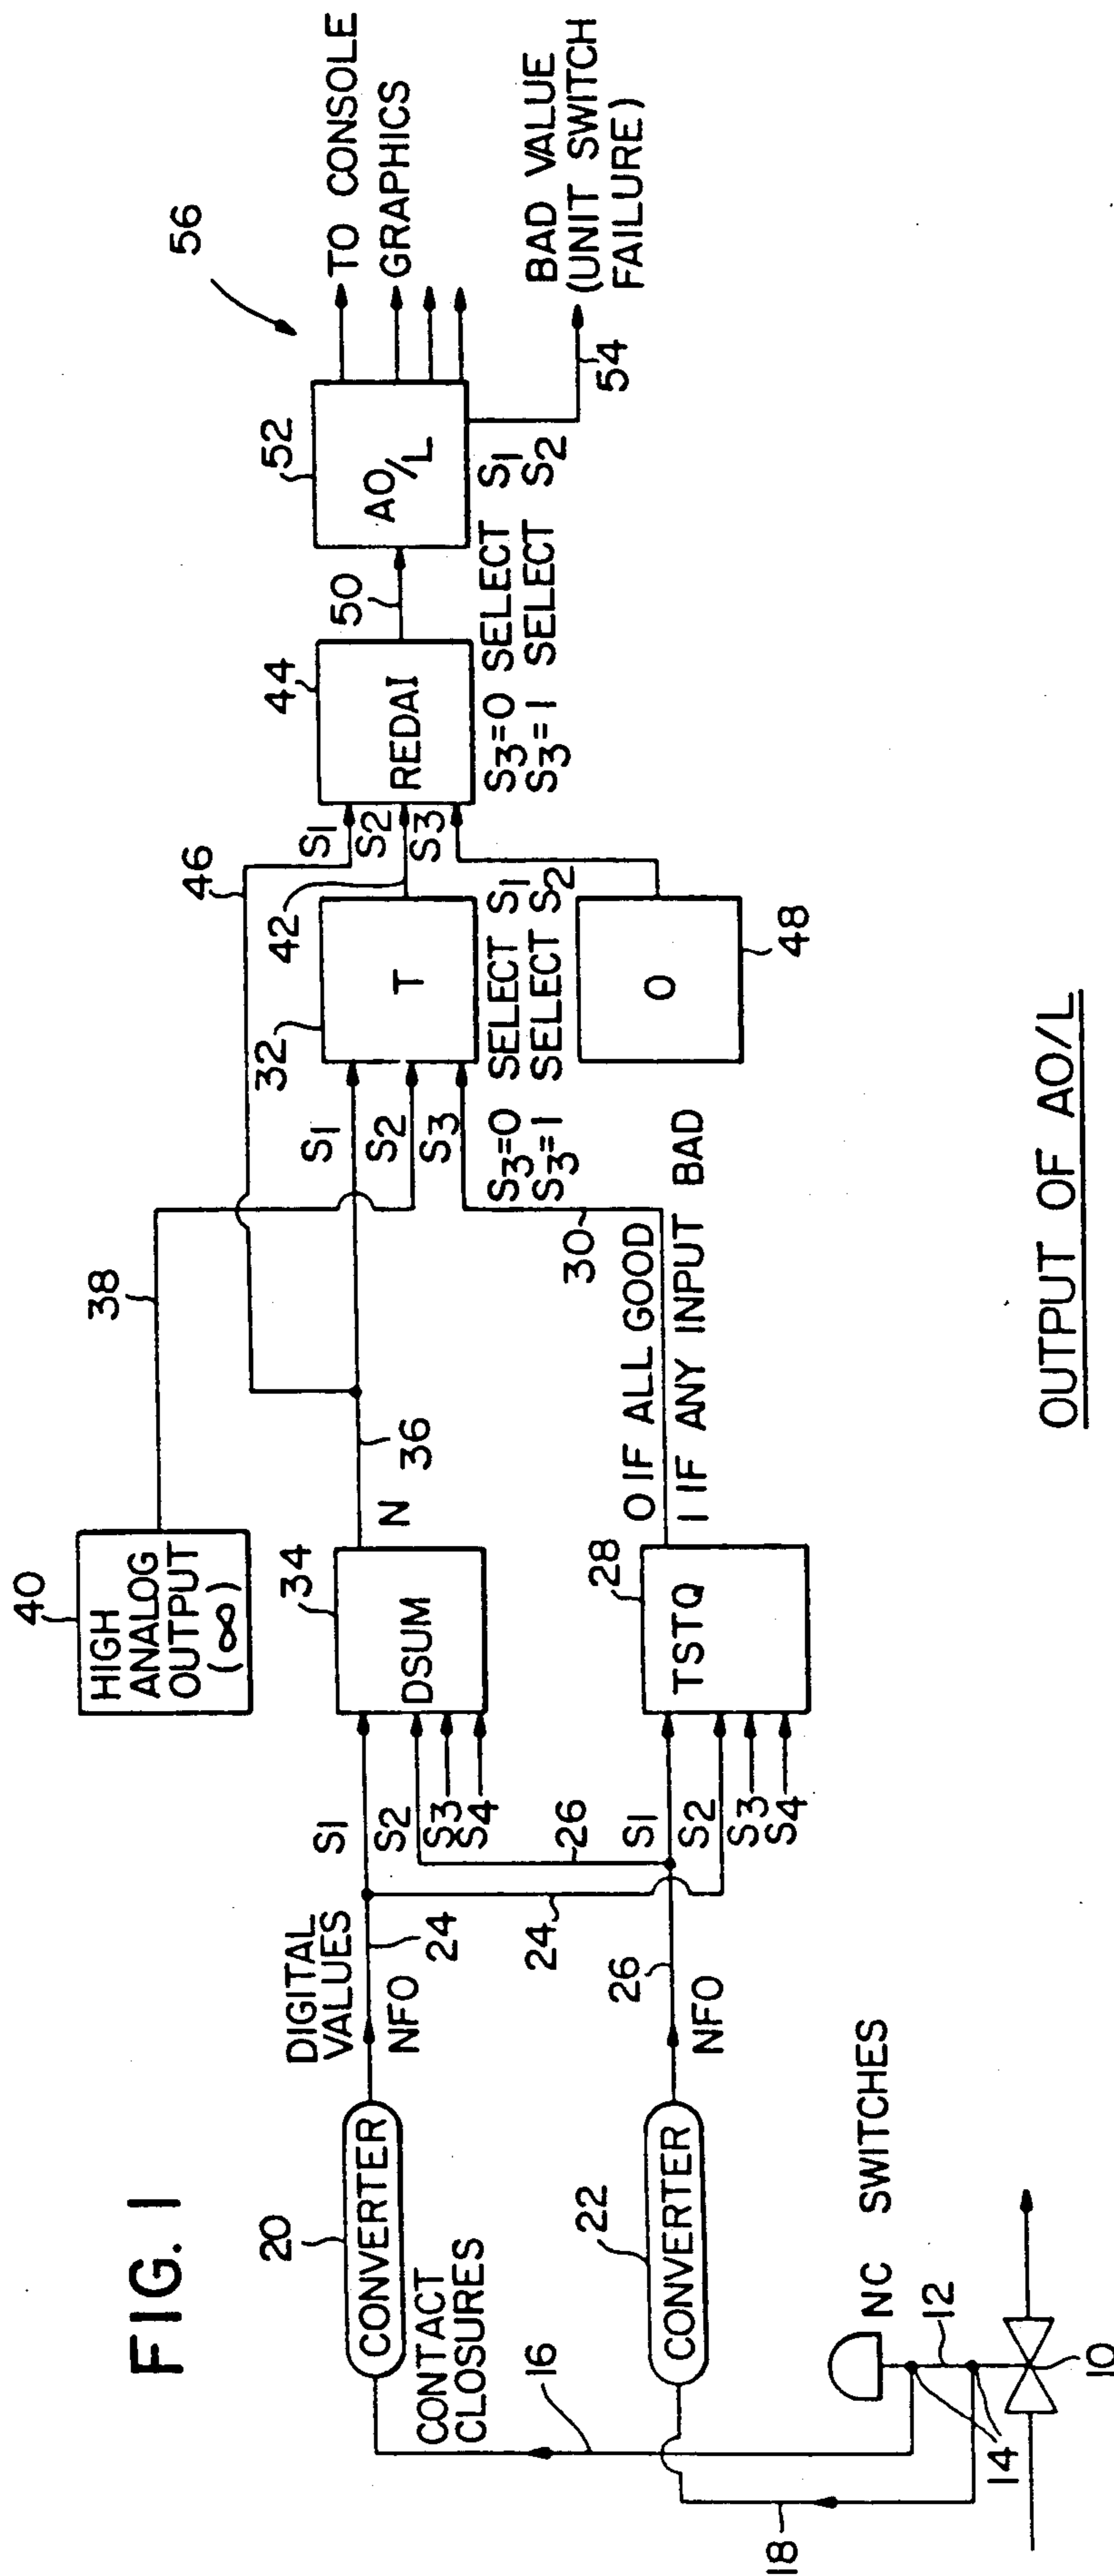 FIG. 1
40
HIGH
ANALOG
OUTPUT
(∞)
38
46
56
20
CONVERTER
CONTACT
CLOSURES
16
DIGITAL
VALUES
NFO
24
S1
S2
S3
S4
34
DSUM
N
36
S1
S2
S3
32
T
42
S3=0 SELECT S1
S3=1 SELECT S2
S1
S2
S3
44
REDAI
S3=0 SELECT S1
S3=1 SELECT S2
50
52
AO/L
TO CONSOLE
GRAPHICS
BAD VALUE
(UNIT SWITCH
FAILURE)
54
22
CONVERTER
18
26
NFO
24
26
S1
S2
S3
S4
28
TSTQ
30
0 IF ALL GOOD
1 IF ANY INPUT BAD
0
48
NC SWITCHES
12
14
10
OUTPUT OF AO/L